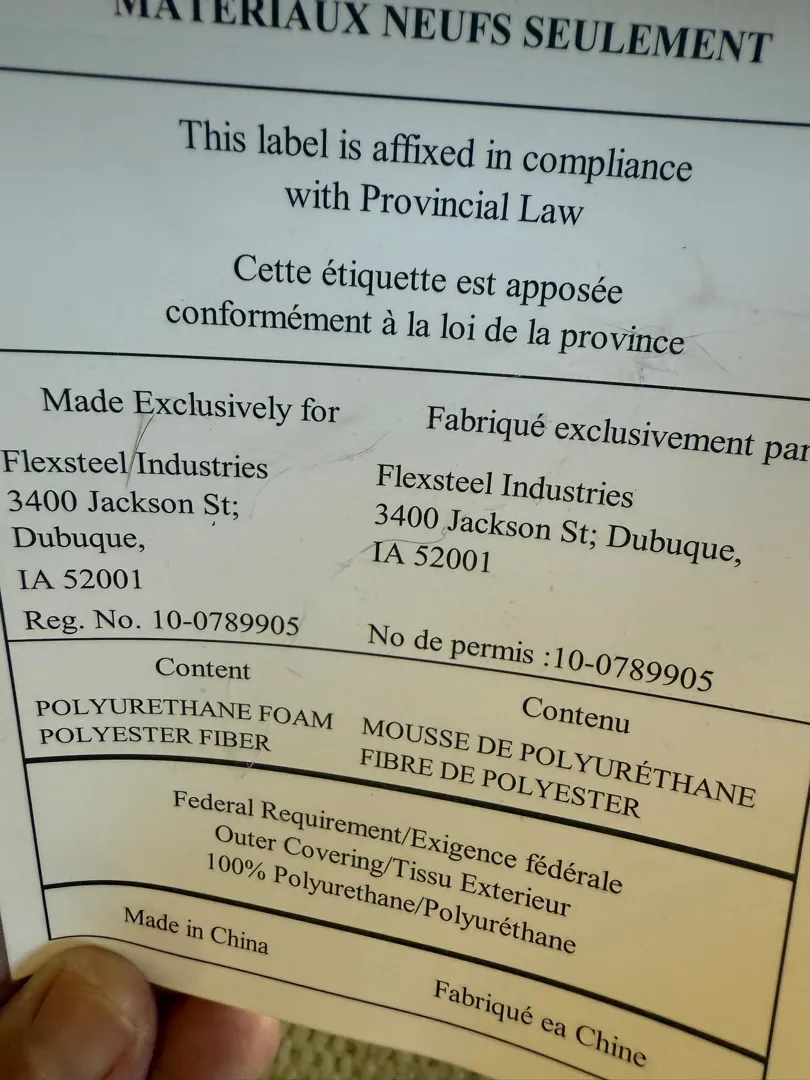 MATERIAUX NEUFS SEULEMENT
This label is affixed in compliance
with Provincial Law
Cette étiquette est apposée
conformément à la loi de la province
Made Exclusively for
Flexsteel Industries
3400 Jackson St;
Dubuque,
IA 52001
Reg. No. 10-0789905
Fabriqué exclusivement par
Flexsteel Industries
3400 Jackson St; Dubuque,
IA 52001
No de permis :10-0789905
Content
POLYURETHANE FOAM
POLYESTER FIBER
Contenu
MOUSSE DE POLYURÉTHANE
FIBRE DE POLYESTER
Federal Requirement/Exigence fédérale
Outer Covering/Tissu Exterieur
100% Polyurethane/Polyuréthane
Made in China
Fabriqué ea Chine